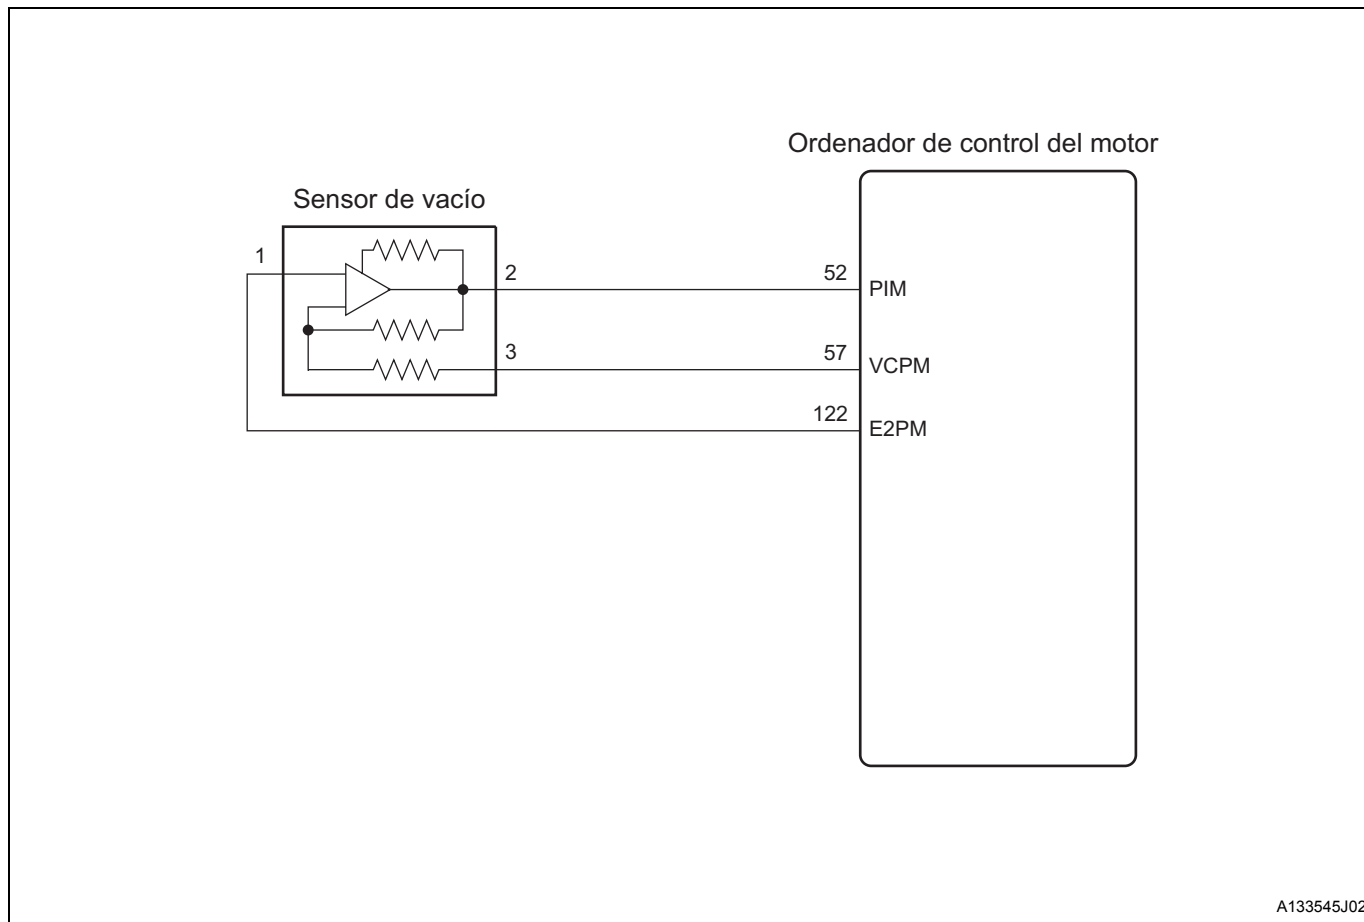 Ordenador de control del motor
Sensor de vacío
1
2
52
PIM
3
57
VCPM
122
E2PM
A133545J02